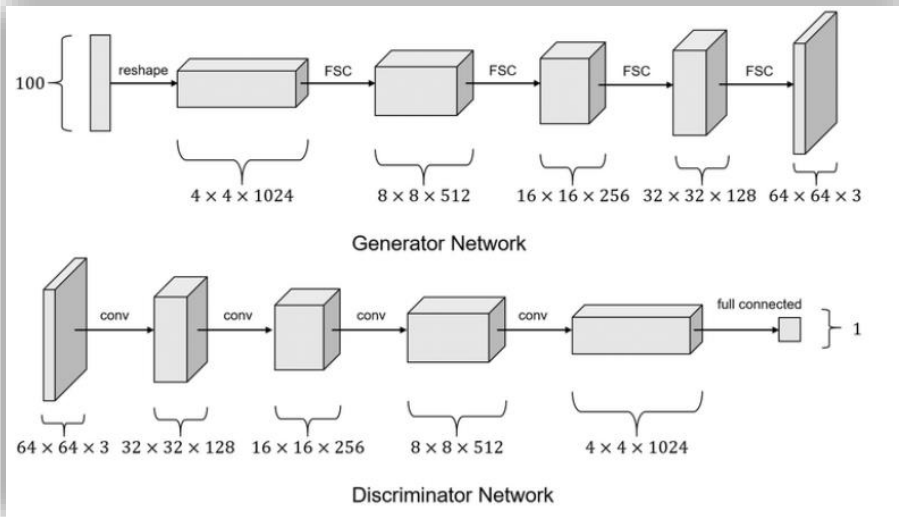 100
reshape
FSC
FSC
FSC
FSC
4 × 4 × 1024
8 × 8 × 512
16 × 16 × 256
32 × 32 × 128
64 × 64 × 3
Generator Network
conv
conv
conv
conv
full connected
1
64 × 64 × 3
32 × 32 × 128
16 × 16 × 256
8 × 8 × 512
4 × 4 × 1024
Discriminator Network